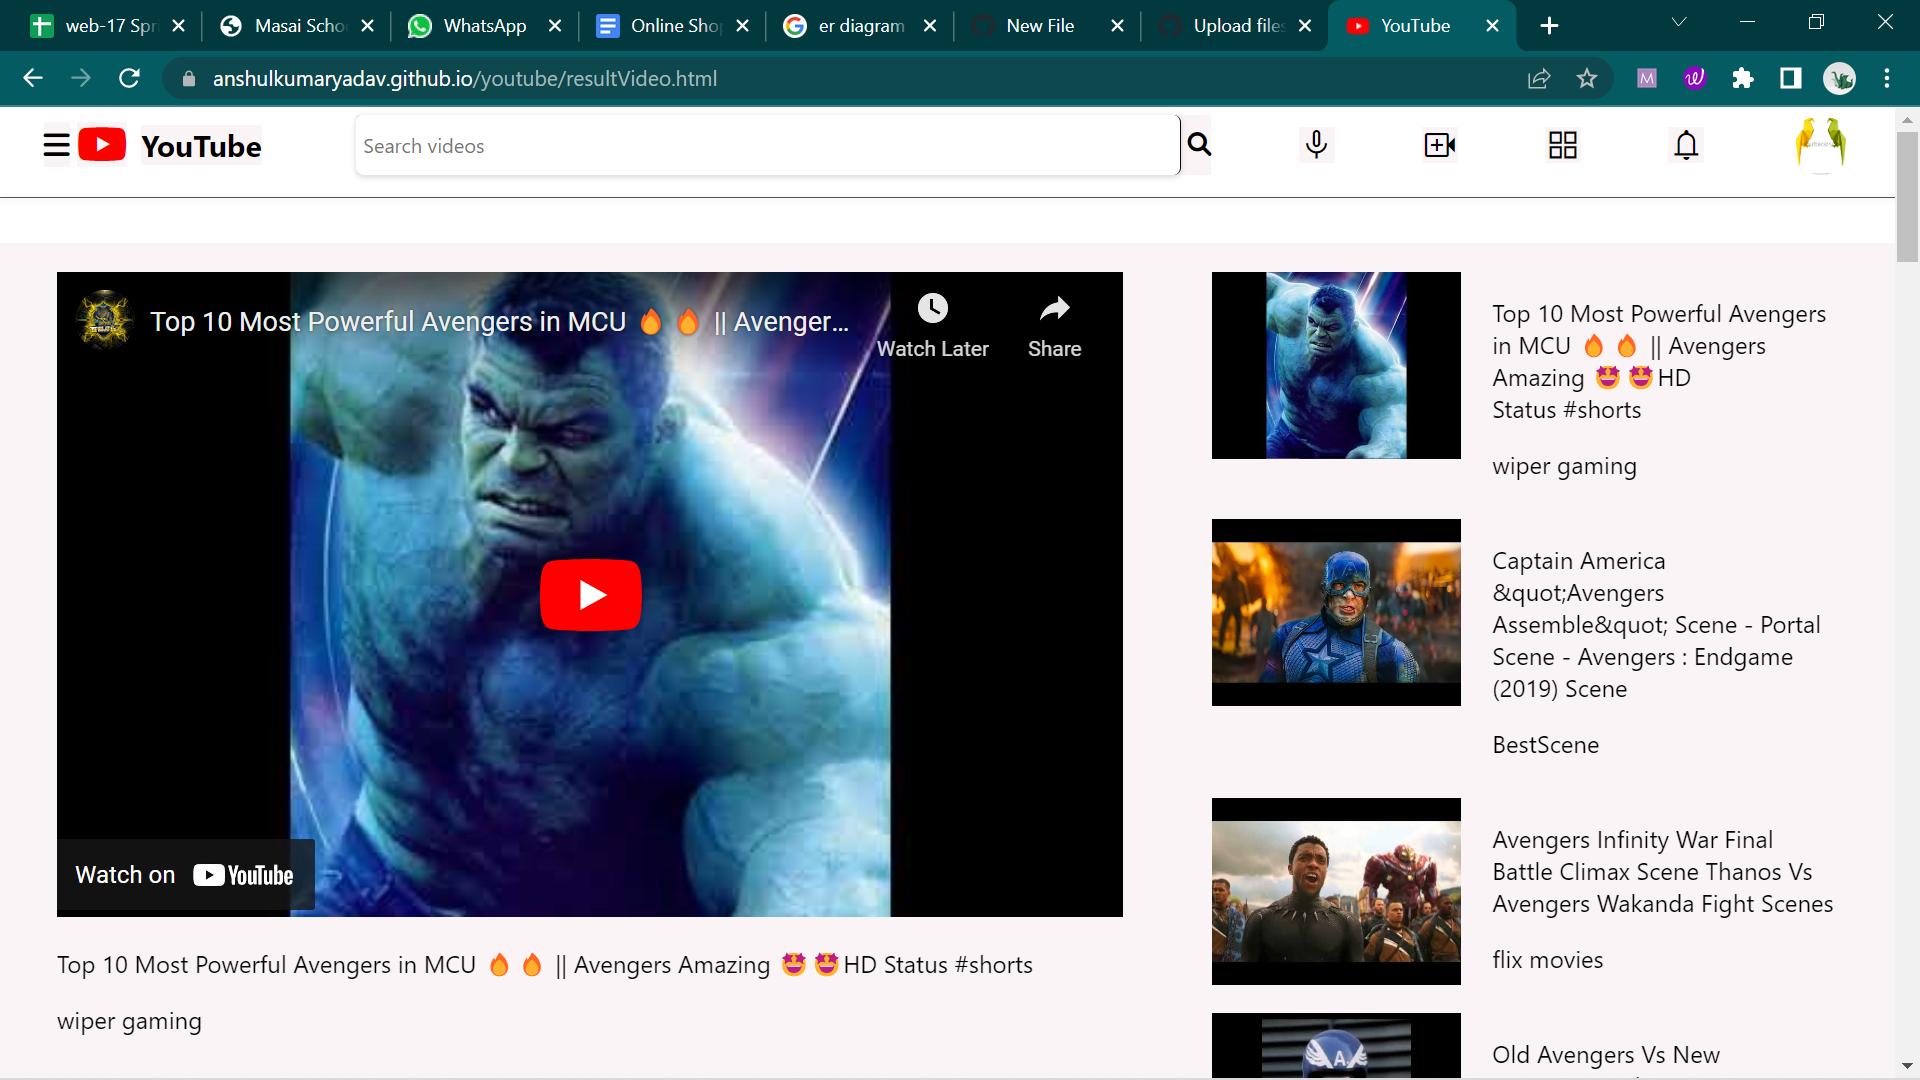 web-17 Spr
Masai Scho
WhatsApp
Online Shop
er diagram
New File
Upload files
YouTube
anshulkumaryadav.github.io/youtube/resultVideo.html
YouTube
Search videos
Top 10 Most Powerful Avengers in MCU 🔥🔥 || Avenger...
Watch Later
Share
Watch on YouTube
Top 10 Most Powerful Avengers in MCU 🔥🔥 || Avengers Amazing 🤩🤩HD Status #shorts
wiper gaming
Top 10 Most Powerful Avengers
in MCU 🔥🔥 || Avengers
Amazing 🤩🤩HD
Status #shorts
wiper gaming
Captain America
&quot;Avengers
Assemble&quot; Scene - Portal
Scene - Avengers : Endgame
(2019) Scene
BestScene
Avengers Infinity War Final
Battle Climax Scene Thanos Vs
Avengers Wakanda Fight Scenes
flix movies
Old Avengers Vs New